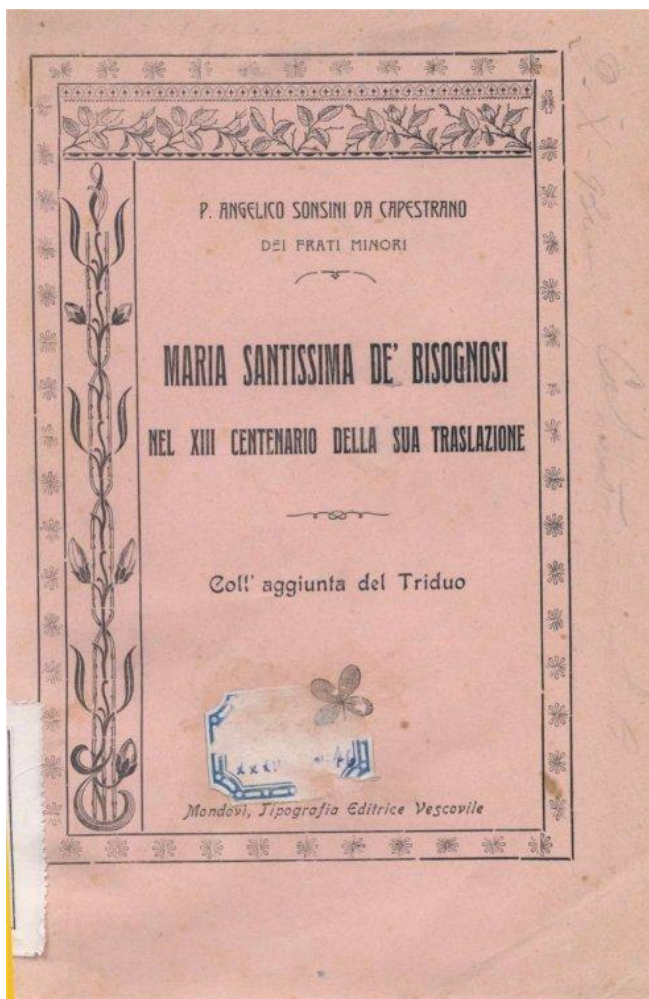 P. ANGELICO SONSINI DA CAPESTRANO
DEI FRATI MINORI
MARIA SANTISSIMA DE' BISOGNOSI
NEL XIII CENTENARIO DELLA SUA TRASLAZIONE
Coll' aggiunta del Triduo
Mondovì, Tipografia Editrice Vescovile